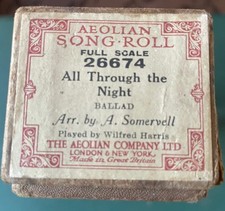 AEOLIAN
SONG-ROLL
FULL SCALE
26674
All Through the
Night
BALLAD
Arr. by A. Somervell
Played by Wilfred Harris
THE AEOLIAN COMPANY LTD
LONDON & NEW YORK.
Made in Great Britain